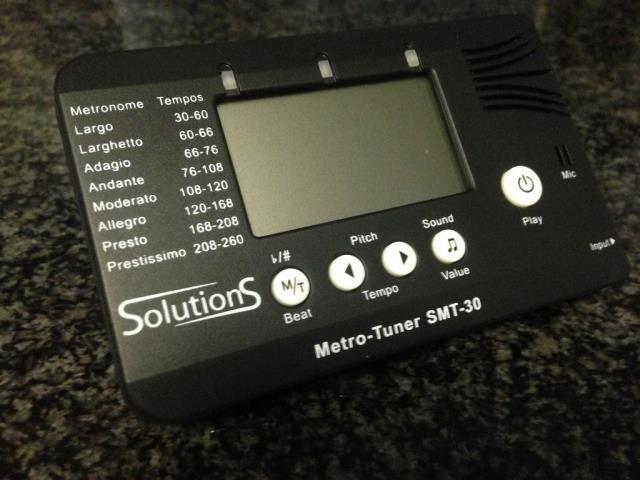 Metronome Tempos
Largo 30-60
Larghetto 60-66
Adagio 66-76
Andante 76-108
Moderato 108-120
Allegro 120-168
Presto 168-208
Prestissimo 208-260
SolutionS
♭/#
M/T
Beat
Pitch
Tempo
Sound
Value
Play
Mic
Input
Metro-Tuner SMT-30